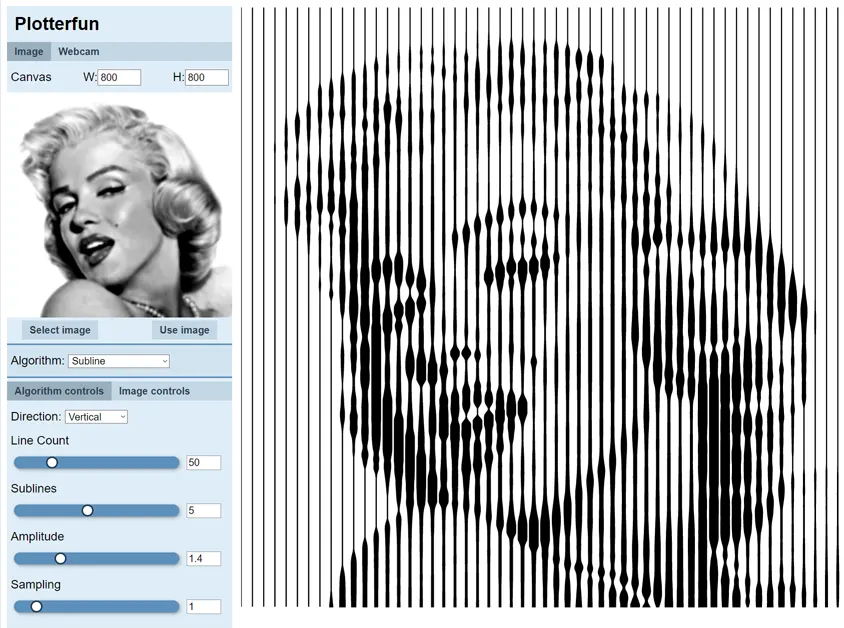 Plotterfun
Image Webcam
Canvas W: 800 H: 800
Select image Use image
Algorithm: Subline
Algorithm controls Image controls
Direction: Vertical
Line Count
50
Sublines
5
Amplitude
1.4
Sampling
1